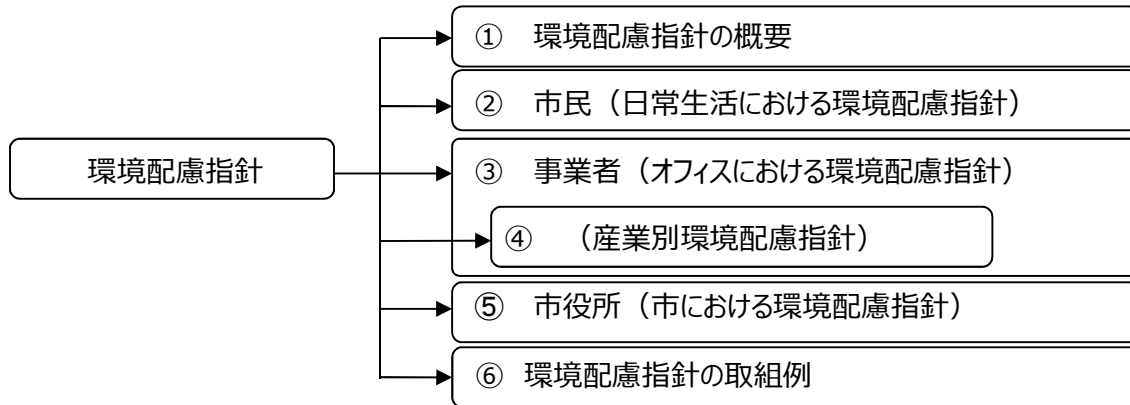 ① 環境配慮指針の概要
② 市民（日常生活における環境配慮指針）
環境配慮指針
③ 事業者（オフィスにおける環境配慮指針）
④ （産業別環境配慮指針）
⑤ 市役所（市における環境配慮指針）
⑥ 環境配慮指針の取組例